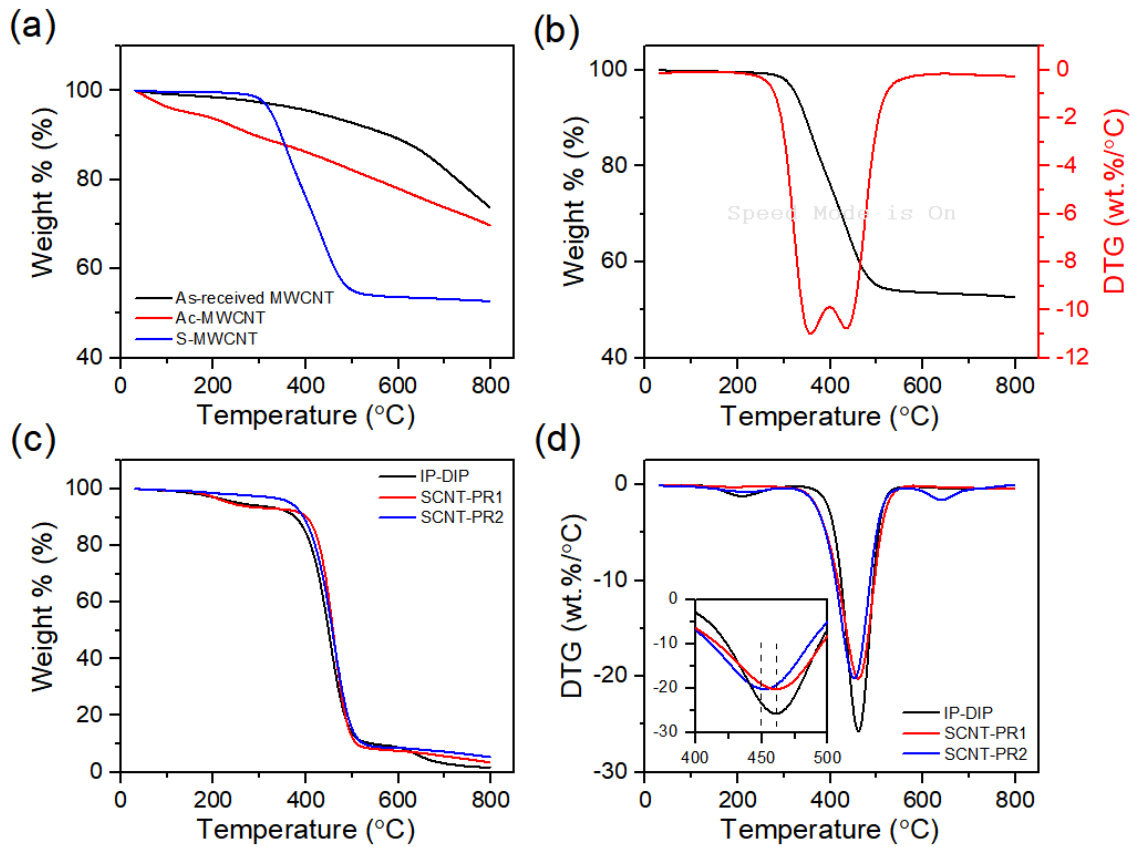 (a)
100
80
60
40
Weight % (%)
As-received MWCNT
Ac-MWCNT
S-MWCNT
0 200 400 600 800
Temperature (°C)
(b)
100
80
60
40
Weight % (%)
0
-2
-4
-6
-8
-10
-12
DTG (wt.%/°C)
Speed Mode is On
0 200 400 600 800
Temperature (°C)
(c)
100
80
60
40
20
0
Weight % (%)
IP-DIP
SCNT-PR1
SCNT-PR2
0 200 400 600 800
Temperature (°C)
(d)
0
-10
-20
-30
DTG (wt.%/°C)
0
-10
-20
-30
400 450 500
IP-DIP
SCNT-PR1
SCNT-PR2
0 200 400 600 800
Temperature (°C)